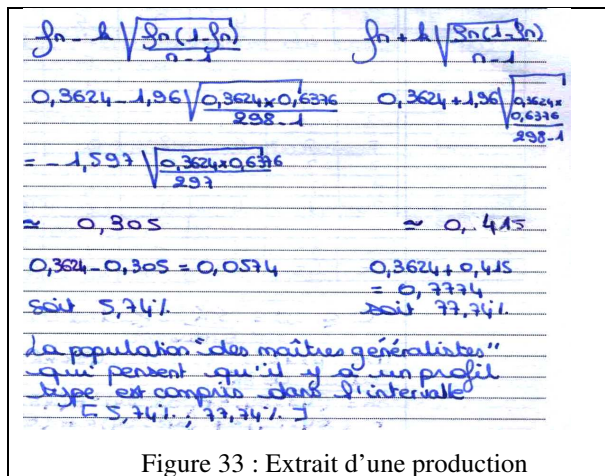 fn - k √(fn(1-fn)/n-1) fn + k √(fn(1-fn)/n-1)
0,3624 - 1,96 √(0,3624 x 0,6376/298-1) 0,3624 + 1,96 √(0,3624 x 0,6376/298-1)
= - 1,597 √(0,3624 x 0,6376/297)
≈ 0,305 ≈ 0,415
0,3624 - 0,305 = 0,0574 0,3624 + 0,415
= 0,7774
soit 5,74% soit 77,74%
La population "des maîtres généralistes"
qui pensent qu'il y a un profil
type est compris dans l'intervalle
[5,74% ; 77,74%]
Figure 33 : Extrait d'une production